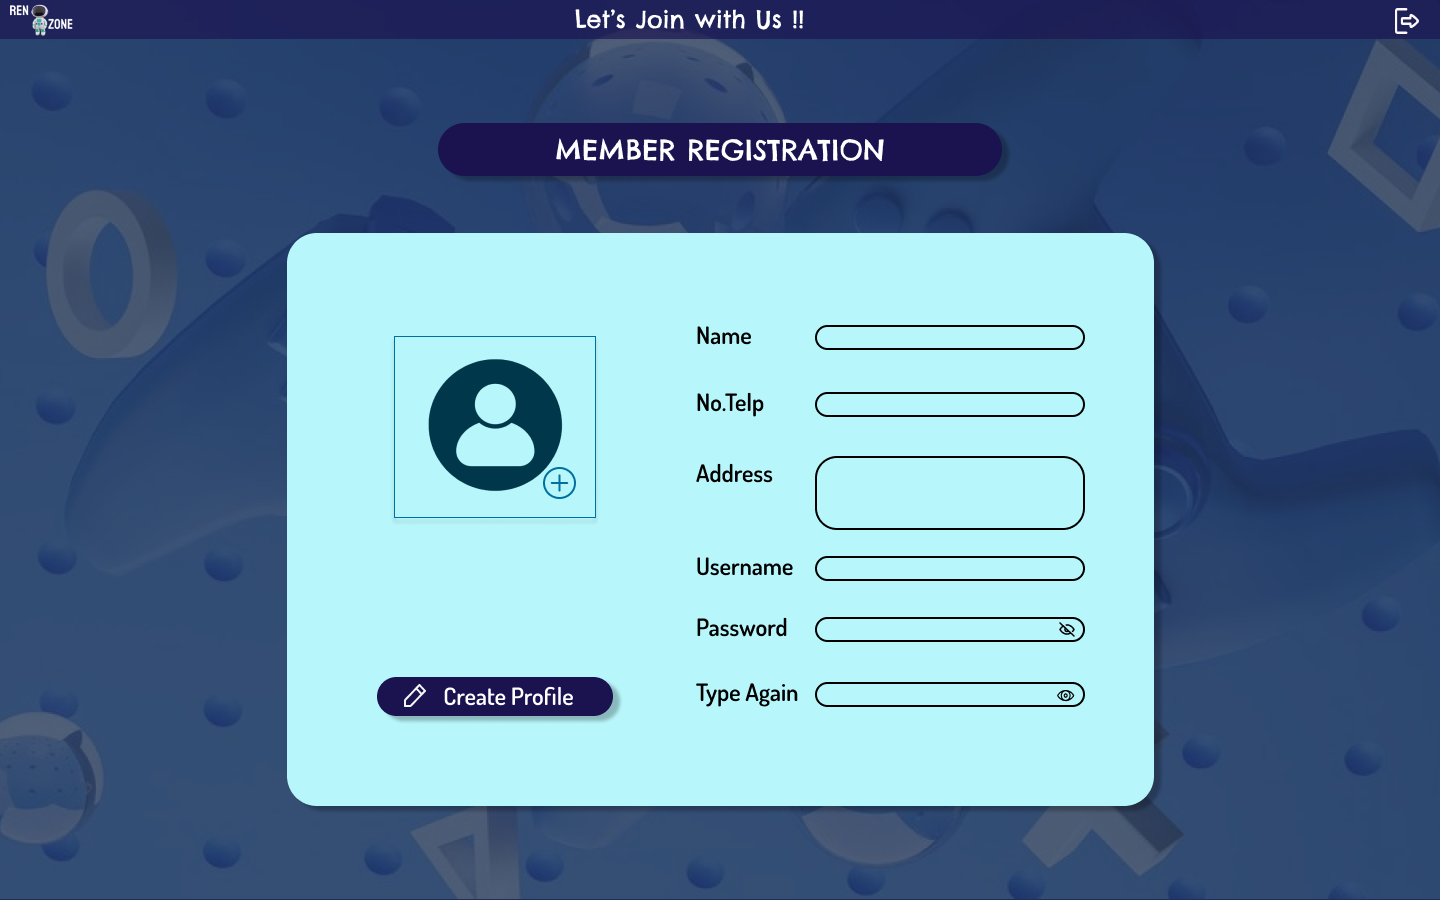 REN
ZONE
Let's Join with Us !!
MEMBER REGISTRATION
Name
No.Telp
Address
Username
Password
Type Again
Create Profile